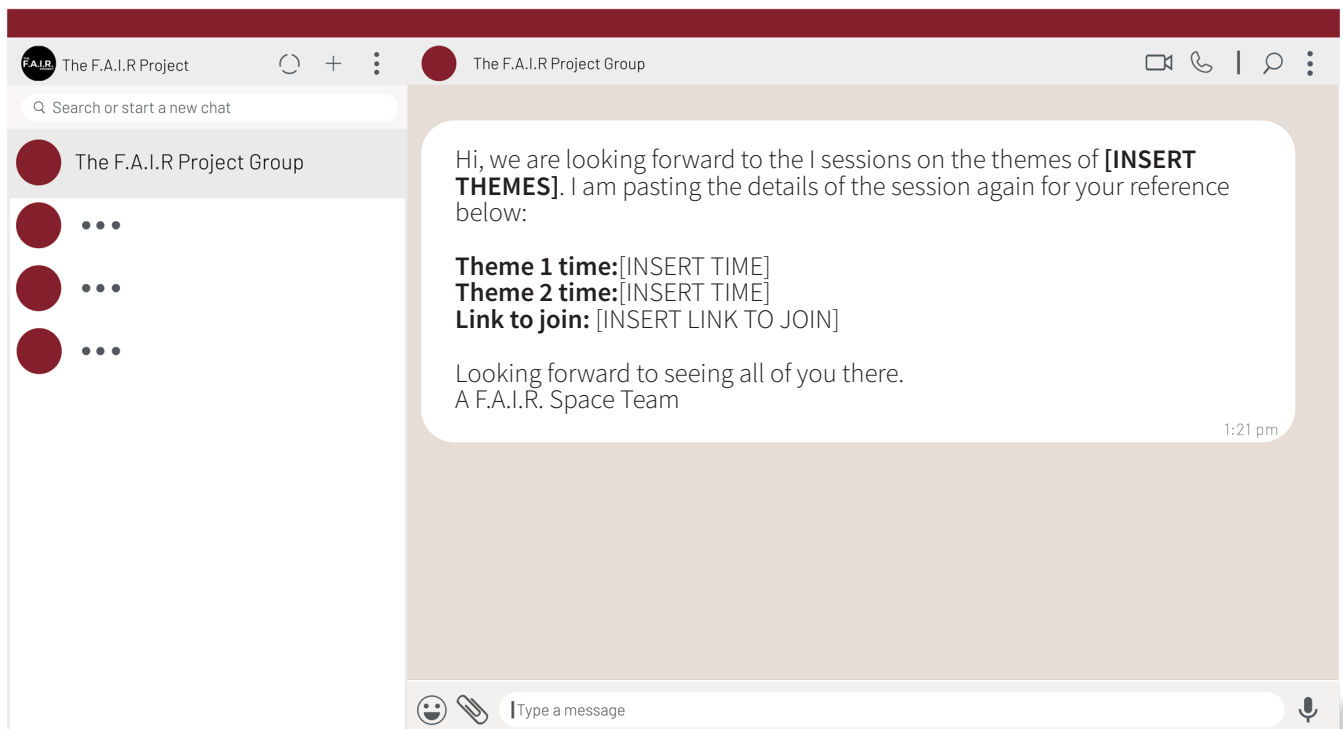 F.A.I.R.
The F.A.I.R Project
The F.A.I.R Project Group
Search or start a new chat
The F.A.I.R Project Group
Hi, we are looking forward to the I sessions on the themes of [INSERT
THEMES]. I am pasting the details of the session again for your reference
below:
Theme 1 time:[INSERT TIME]
Theme 2 time:[INSERT TIME]
Link to join: [INSERT LINK TO JOIN]
Looking forward to seeing all of you there.
A F.A.I.R. Space Team
1:21 pm
Type a message